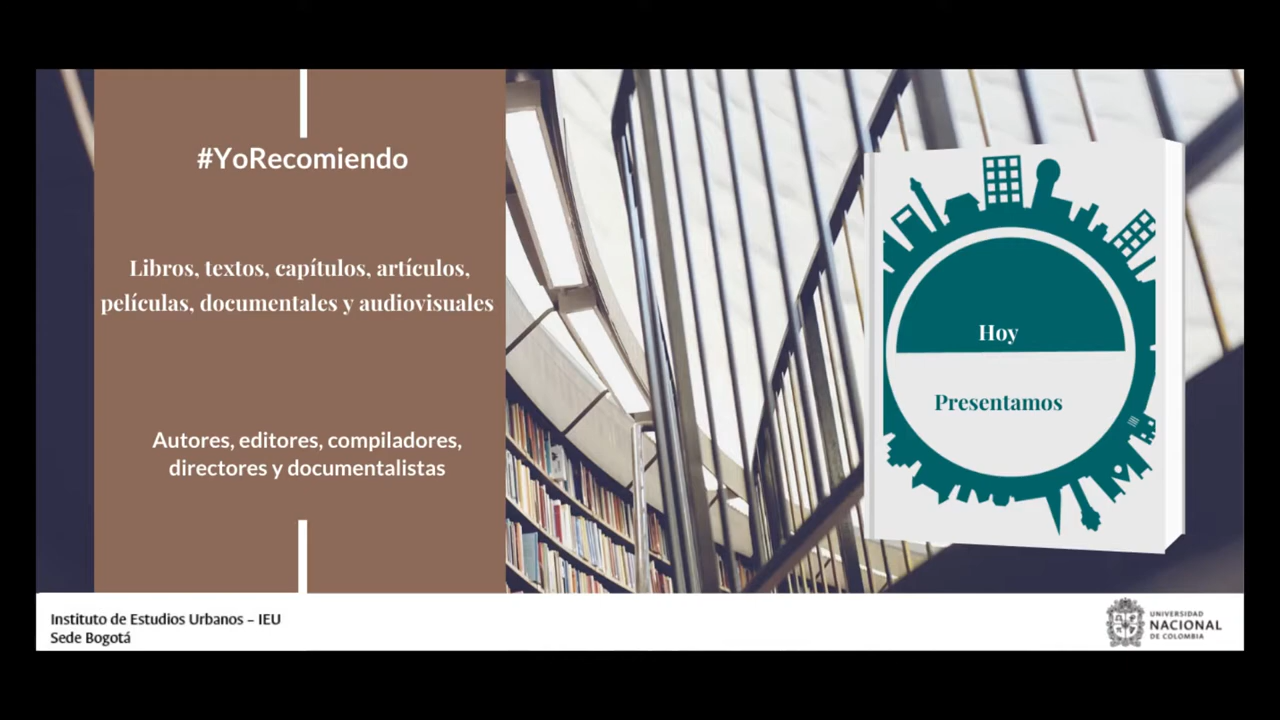 #YoRecomiendo
Libros, textos, capítulos, artículos,
películas, documentales y audiovisuales
Autores, editores, compiladores,
directores y documentalistas
Hoy
Presentamos
Instituto de Estudios Urbanos – IEU
Sede Bogotá
UNIVERSIDAD
NACIONAL
DE COLOMBIA